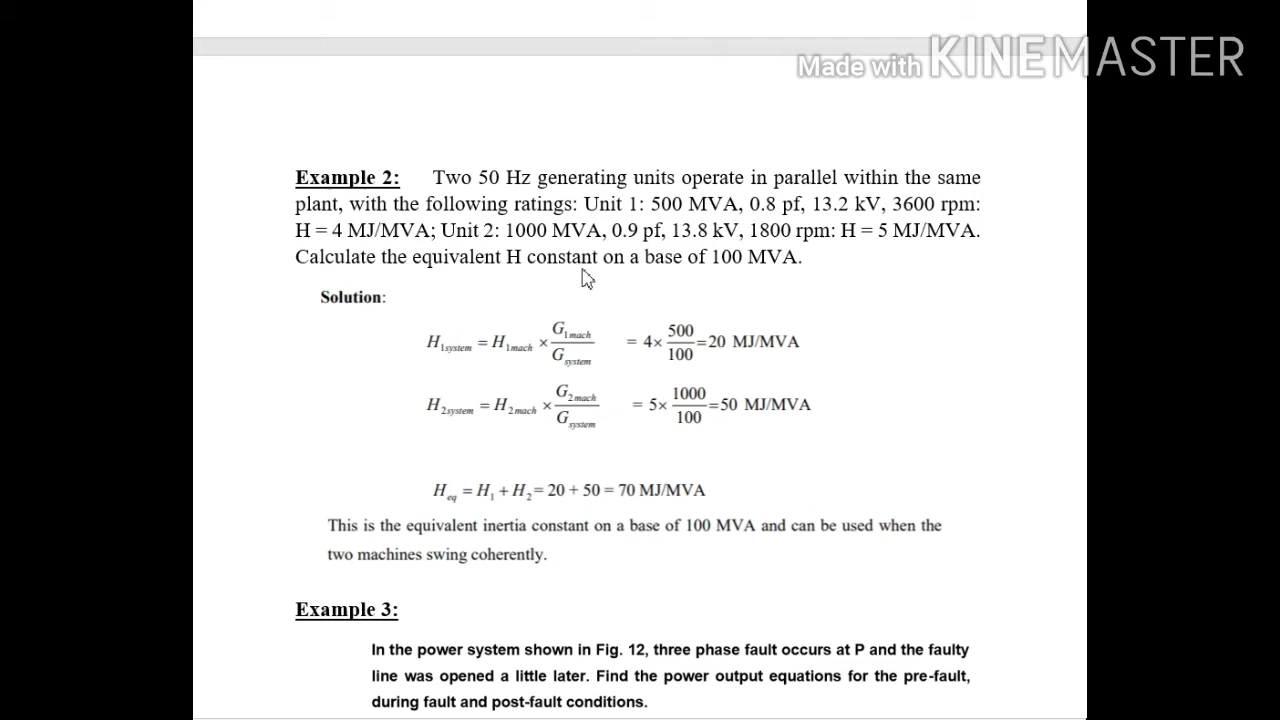 Made with KINEMASTER
Example 2: Two 50 Hz generating units operate in parallel within the same
plant, with the following ratings: Unit 1: 500 MVA, 0.8 pf, 13.2 kV, 3600 rpm:
H = 4 MJ/MVA; Unit 2: 1000 MVA, 0.9 pf, 13.8 kV, 1800 rpm: H = 5 MJ/MVA.
Calculate the equivalent H constant on a base of 100 MVA.
Solution:
H1system = H1mach × G1mach / Gsystem = 4× 500 / 100 =20 MJ/MVA
H2system = H2mach × G2mach / Gsystem = 5× 1000 / 100 =50 MJ/MVA
Heq = H1 + H2 = 20 + 50 = 70 MJ/MVA
This is the equivalent inertia constant on a base of 100 MVA and can be used when the
two machines swing coherently.
Example 3:
In the power system shown in Fig. 12, three phase fault occurs at P and the faulty
line was opened a little later. Find the power output equations for the pre-fault,
during fault and post-fault conditions.